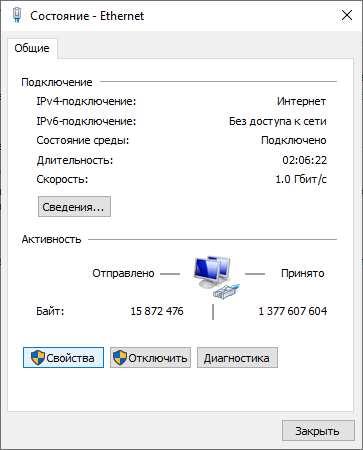 Состояние - Ethernet
Общие
Подключение
IPv4-подключение: Интернет
IPv6-подключение: Без доступа к сети
Состояние среды: Подключено
Длительность: 02:06:22
Скорость: 1.0 Гбит/с
Сведения...
Активность
Отправлено — Принято
Байт: 15 872 476 | 1 377 607 604
Свойства Отключить Диагностика
Закрыть